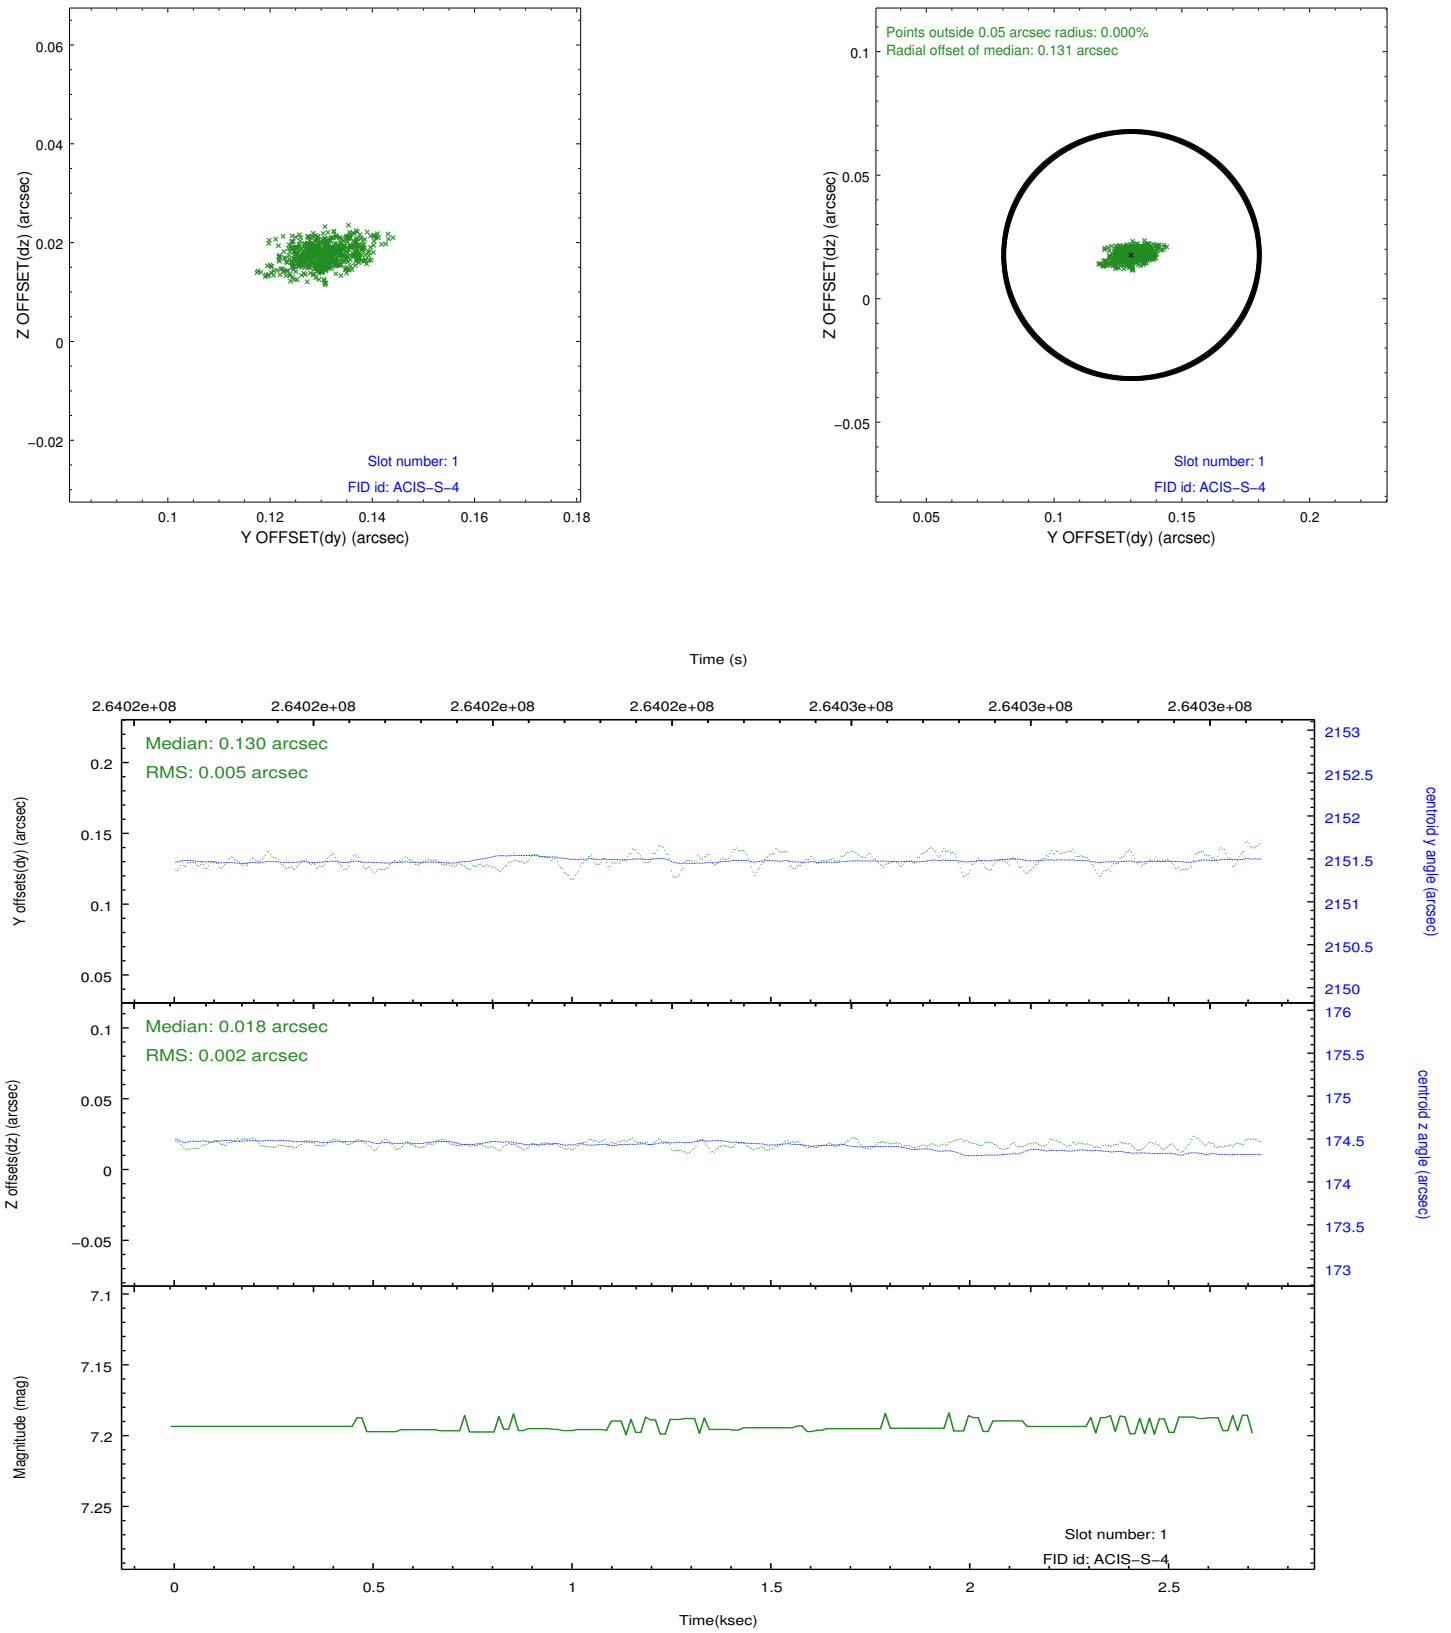 0.06
0.04
0.02
0
−0.02
Z OFFSET(dz) (arcsec)
Slot number: 1
FID id: ACIS−S−4
0.1
0.12
0.14
0.16
0.18
Y OFFSET(dy) (arcsec)
Points outside 0.05 arcsec radius: 0.000%
Radial offset of median: 0.131 arcsec
0.1
0.05
0
−0.05
Z OFFSET(dz) (arcsec)
Slot number: 1
FID id: ACIS−S−4
0.05
0.1
0.15
0.2
Y OFFSET(dy) (arcsec)
Time (s)
2.6402e+08
2.6402e+08
2.6402e+08
2.6402e+08
2.6403e+08
2.6403e+08
2.6403e+08
Median: 0.130 arcsec
RMS: 0.005 arcsec
0.2
0.15
0.1
0.05
Y offsets(dy) (arcsec)
2153
2152.5
2152
2151.5
2151
2150.5
2150
centroid y angle (arcsec)
Median: 0.018 arcsec
RMS: 0.002 arcsec
0.1
0.05
0
−0.05
Z offsets(dz) (arcsec)
176
175.5
175
174.5
174
173.5
173
centroid z angle (arcsec)
7.1
7.15
7.2
7.25
Magnitude (mag)
Slot number: 1
FID id: ACIS−S−4
0
0.5
1
1.5
2
2.5
Time(ksec)